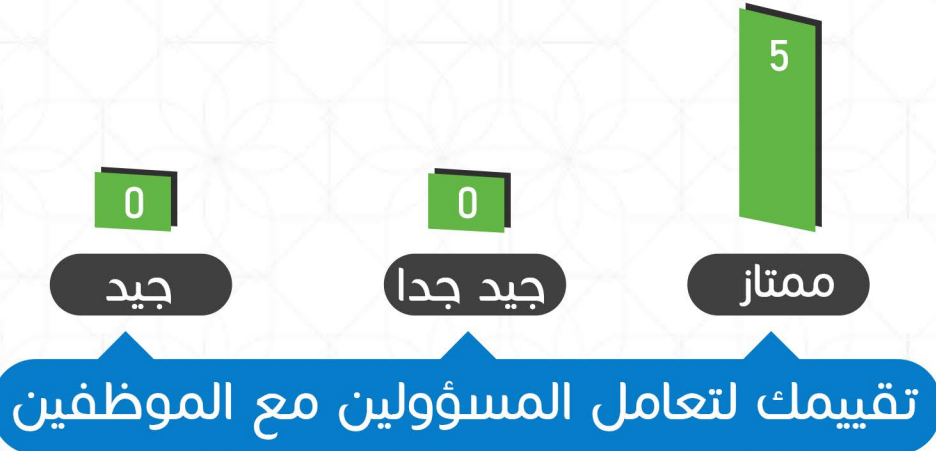 5
0
0
ممتاز
جيد جدا
جيد
تقييمك لتعامل المسؤولين مع الموظفين